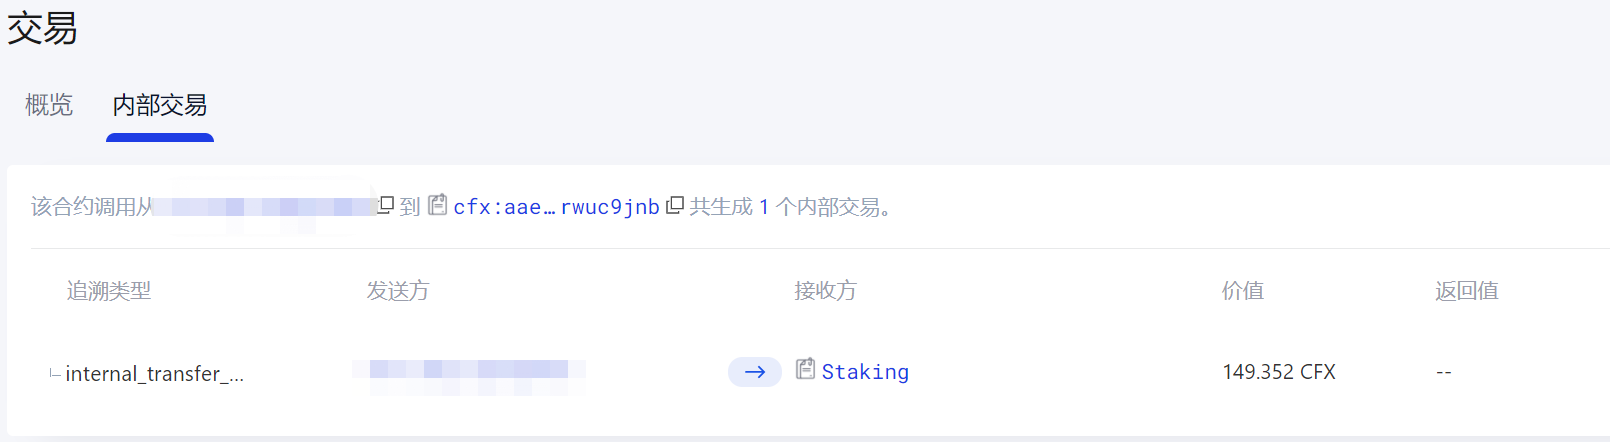 交易
概览 内部交易
该合约调用从 到 cfx:aae…rwuc9jnb 共生成 1 个内部交易。
追溯类型 发送方 接收方 价值 返回值
internal_transfer_... → Staking 149.352 CFX --